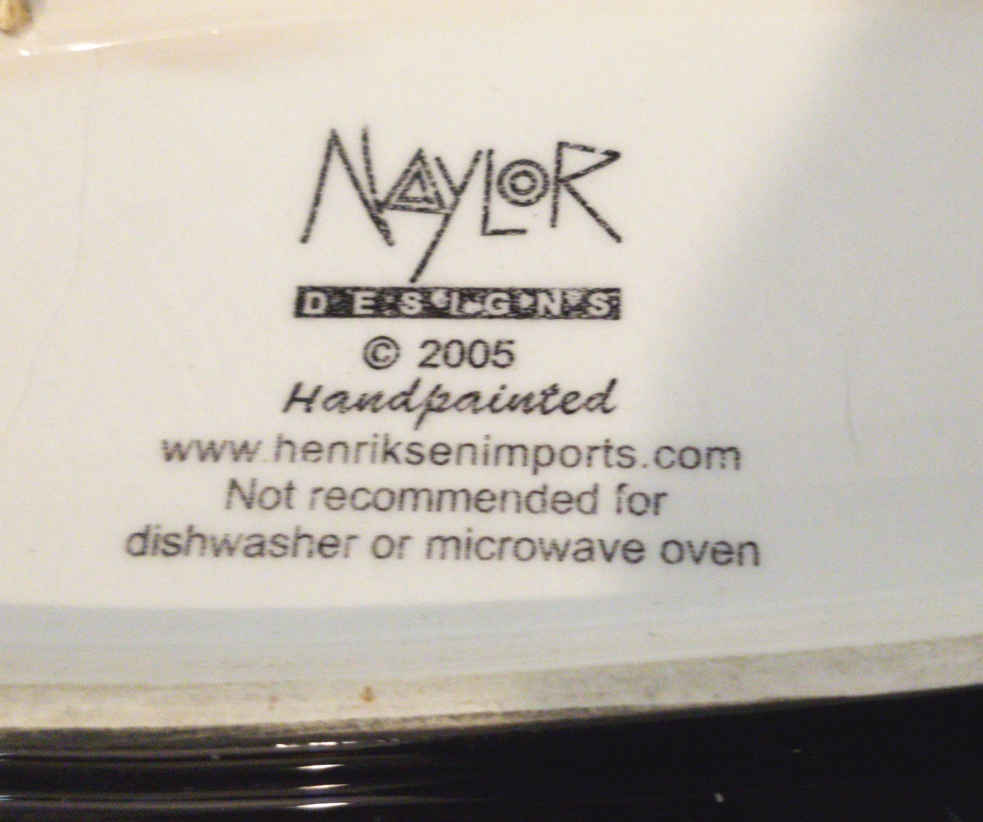 NAyLOR
DESIGNS
© 2005
Handpainted
www.henriksenimports.com
Not recommended for
dishwasher or microwave oven